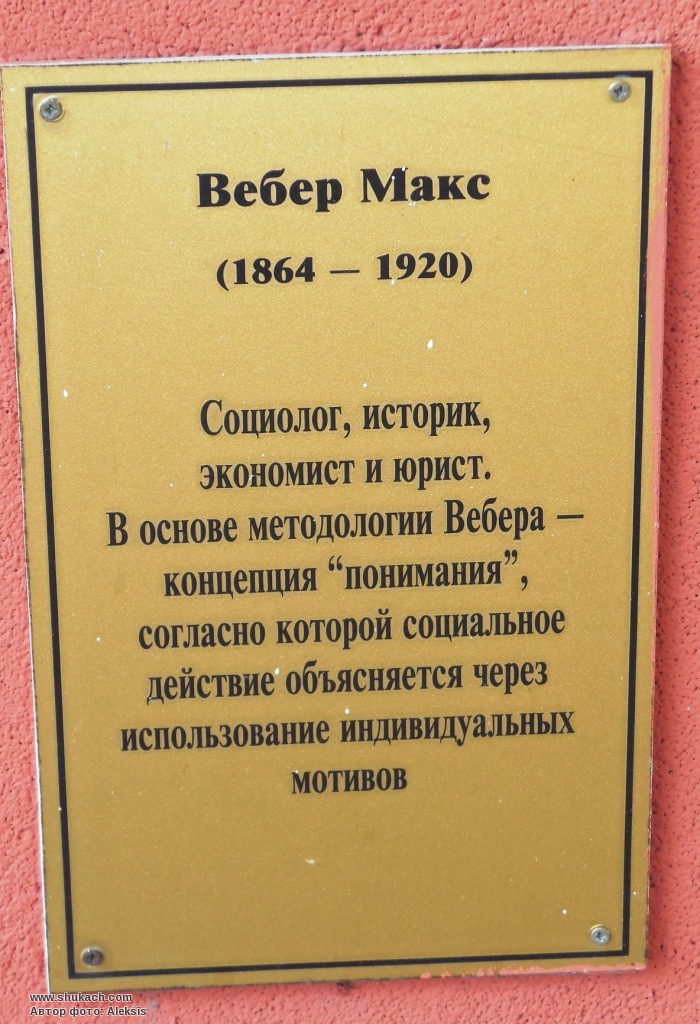 Вебер Макс
(1864 — 1920)
Социолог, историк,
экономист и юрист.
В основе методологии Вебера —
концепция “понимания”,
согласно которой социальное
действие объясняется через
использование индивидуальных
мотивов
www.shukach.com
Автор фото: Aleksis